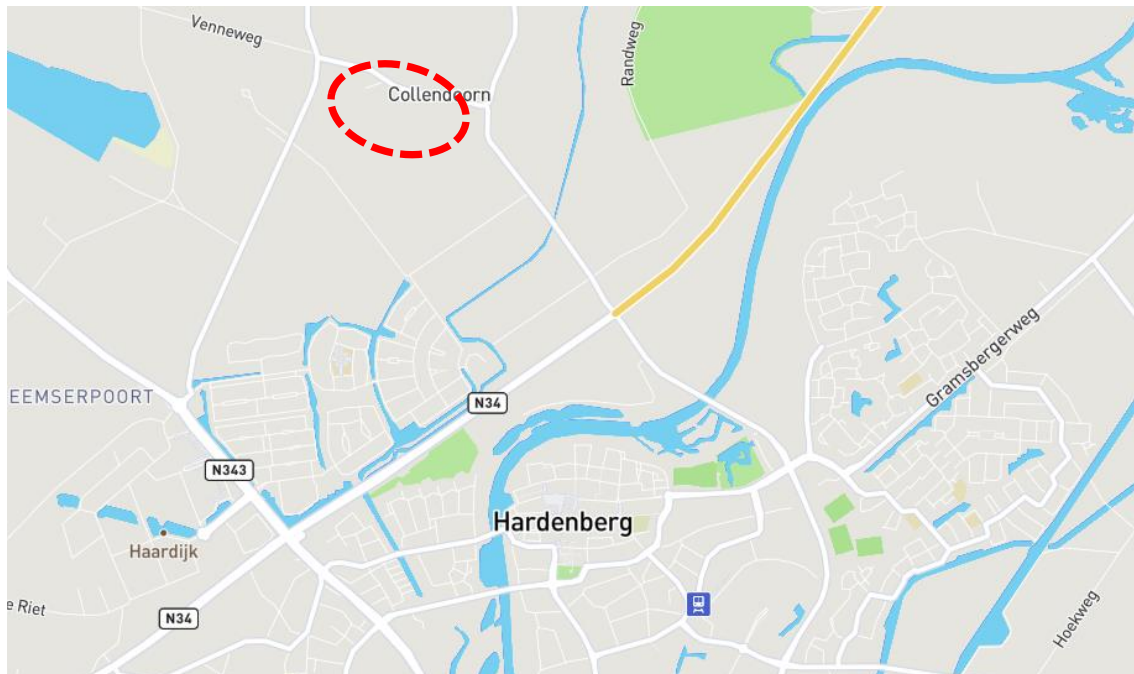 Venneweg
Randweg
Collendoorn
Gramsbergerweg
EEMSERPOORT
N34
N343
Hardenberg
Haardijk
e Riet
N34
Hoekweg